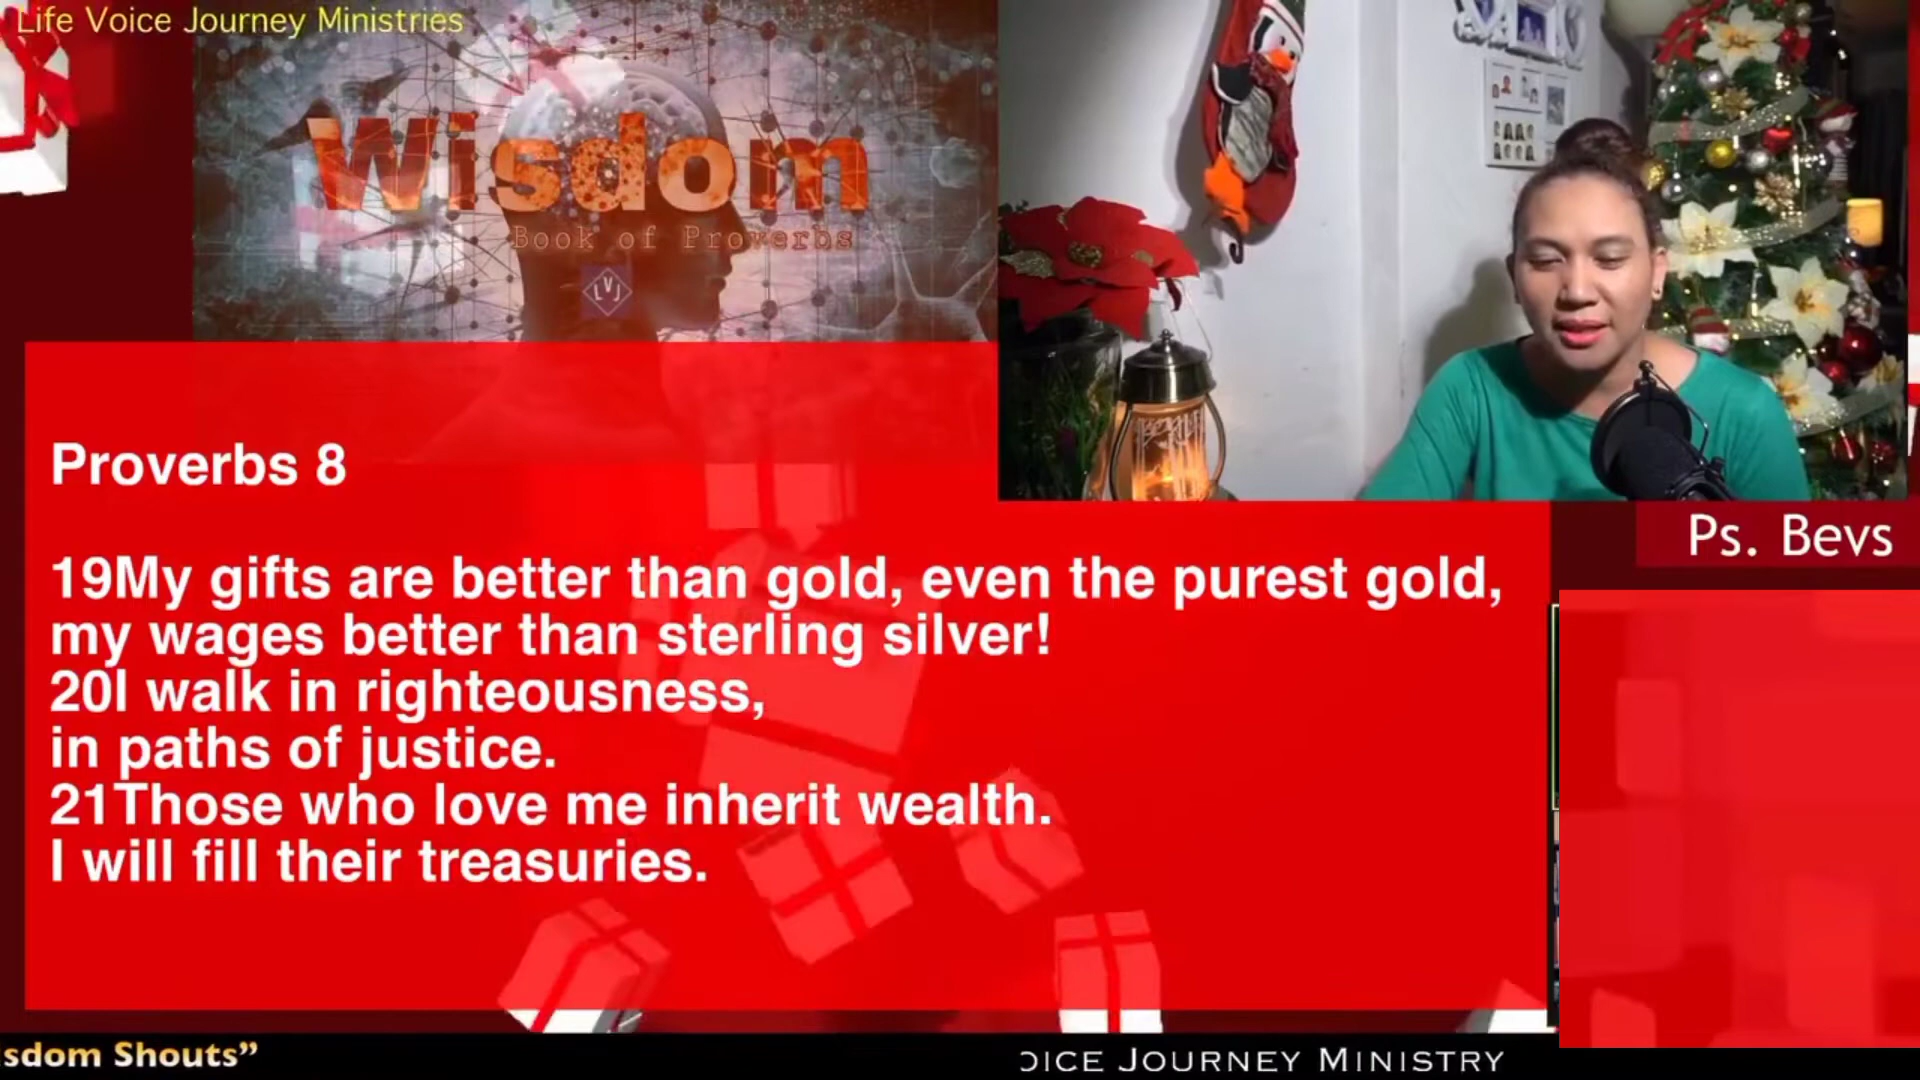 Life Voice Journey Ministries
Wisdom
Book of Proverbs
LVJ
Proverbs 8
19My gifts are better than gold, even the purest gold,
my wages better than sterling silver!
20I walk in righteousness,
in paths of justice.
21Those who love me inherit wealth.
I will fill their treasuries.
Ps. Bevs
sdom Shouts”
OICE JOURNEY MINISTRY